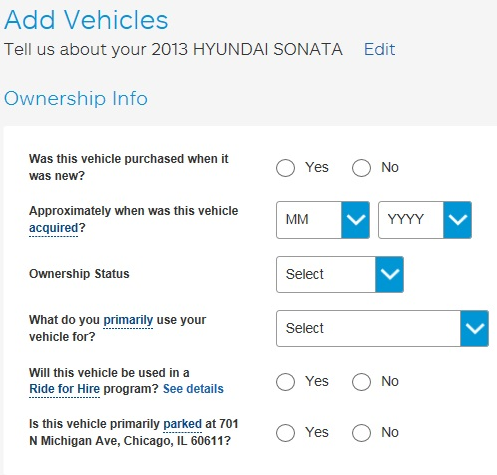 Add Vehicles
Tell us about your 2013 HYUNDAI SONATA Edit
Ownership Info
Was this vehicle purchased when it
was new?
Yes No
Approximately when was this vehicle
acquired?
MM YYYY
Ownership Status
Select
What do you primarily use your
vehicle for?
Select
Will this vehicle be used in a
Ride for Hire program? See details
Yes No
Is this vehicle primarily parked at 701
N Michigan Ave, Chicago, IL 60611?
Yes No